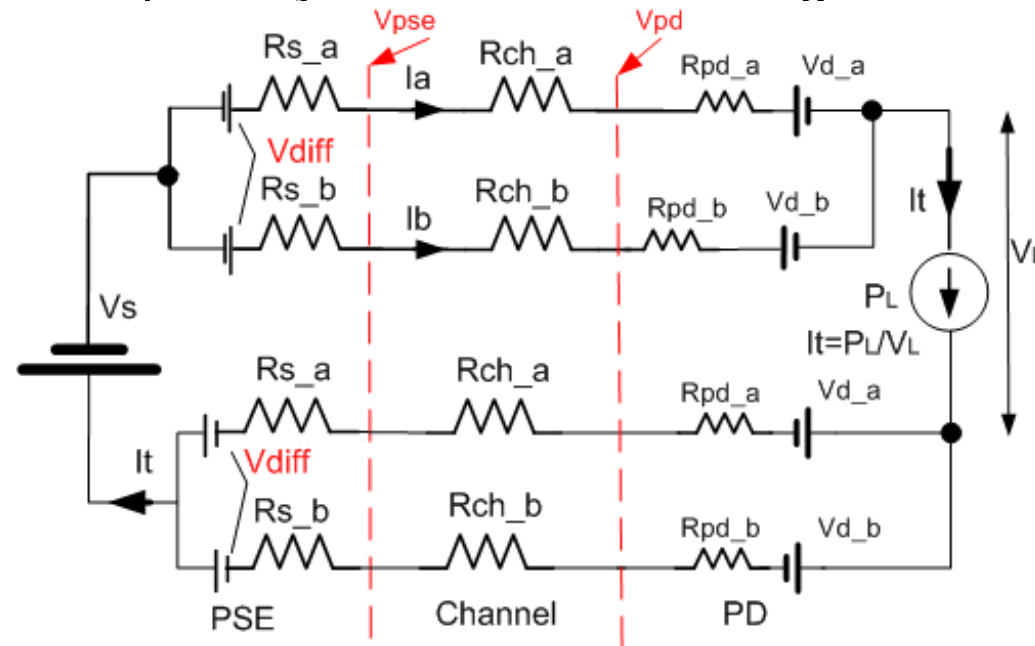 Vpse
Vpd
Rs_a
Ia
Rch_a
Rpd_a
Vd_a
Vdiff
Rs_b
Ib
Rch_b
Rpd_b
Vd_b
It
Vs
PL
It=PL/VL
Rs_a
Rch_a
Rpd_a
Vd_a
It
Vdiff
Rs_b
Rch_b
Rpd_b
Vd_b
PSE
Channel
PD